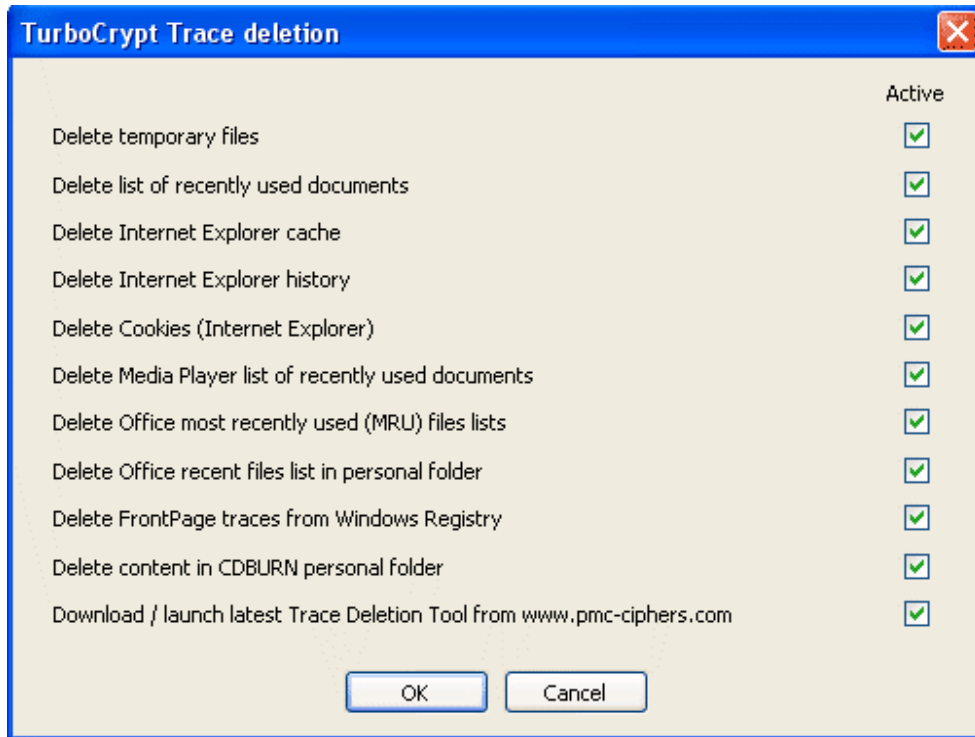 TurboCrypt Trace deletion
Active
Delete temporary files
Delete list of recently used documents
Delete Internet Explorer cache
Delete Internet Explorer history
Delete Cookies (Internet Explorer)
Delete Media Player list of recently used documents
Delete Office most recently used (MRU) files lists
Delete Office recent files list in personal folder
Delete FrontPage traces from Windows Registry
Delete content in CDBURN personal folder
Download / launch latest Trace Deletion Tool from www.pmc-ciphers.com
OK Cancel